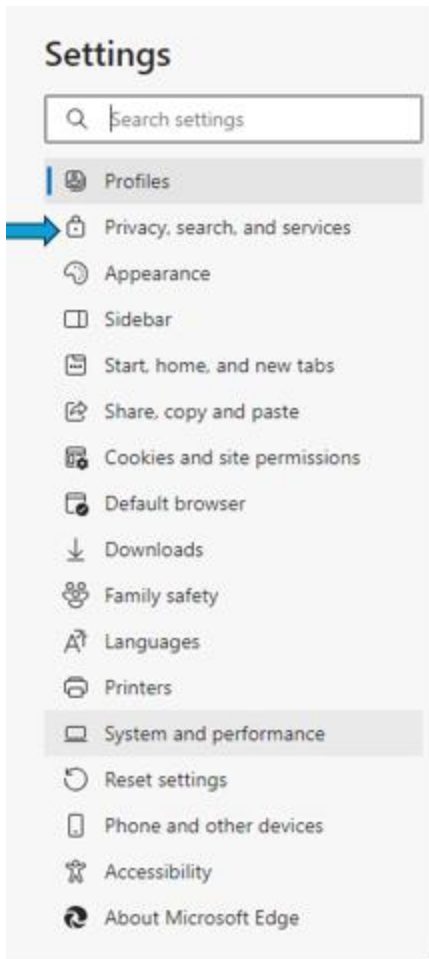 Settings
Search settings
Profiles
Privacy, search, and services
Appearance
Sidebar
Start, home, and new tabs
Share, copy and paste
Cookies and site permissions
Default browser
Downloads
Family safety
Languages
Printers
System and performance
Reset settings
Phone and other devices
Accessibility
About Microsoft Edge